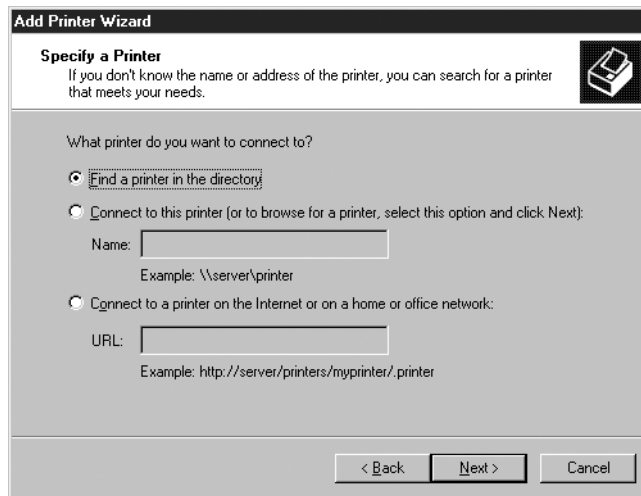 Add Printer Wizard
Specify a Printer
If you don't know the name or address of the printer, you can search for a printer
that meets your needs.
What printer do you want to connect to?
Find a printer in the directory
Connect to this printer (or to browse for a printer, select this option and click Next):
Name:
Example: \\server\printer
Connect to a printer on the Internet or on a home or office network:
URL:
Example: http://server/printers/myprinter/.printer
< Back Next > Cancel